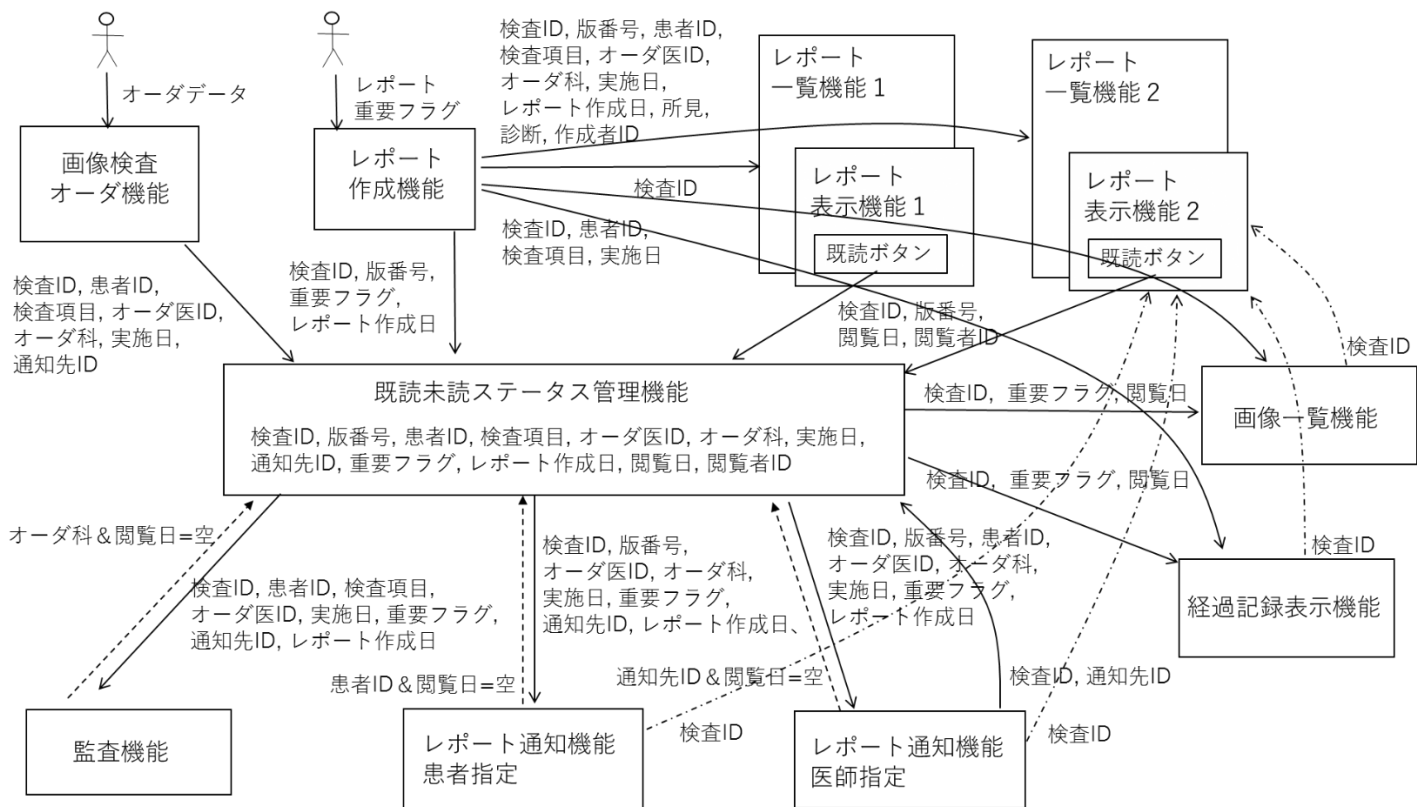 オーダデータ
画像検査
オーダ機能
レポート
重要フラグ
レポート
作成機能
検査ID, 版番号, 患者ID,
検査項目, オーダ医ID,
オーダ科, 実施日,
レポート作成日, 所見,
診断, 作成者ID
レポート
一覧機能１
レポート
表示機能１
既読ボタン
レポート
一覧機能２
レポート
表示機能２
既読ボタン
検査ID
検査ID, 患者ID,
検査項目, 実施日
検査ID, 患者ID,
検査項目, オーダ医ID,
オーダ科, 実施日,
通知先ID
検査ID, 版番号,
重要フラグ,
レポート作成日
検査ID, 版番号,
閲覧日, 閲覧者ID
検査ID
既読未読ステータス管理機能
検査ID, 版番号, 患者ID, 検査項目, オーダ医ID, オーダ科, 実施日,
通知先ID, 重要フラグ, レポート作成日, 閲覧日, 閲覧者ID
検査ID, 重要フラグ, 閲覧日
画像一覧機能
検査ID, 重要フラグ, 閲覧日
オーダ科＆閲覧日=空
検査ID, 患者ID, 検査項目,
オーダ医ID, 実施日, 重要フラグ,
通知先ID, レポート作成日
検査ID, 版番号,
オーダ医ID, オーダ科,
実施日, 重要フラグ,
通知先ID, レポート作成日、
検査ID, 版番号, 患者ID,
オーダ医ID, オーダ科,
実施日, 重要フラグ,
レポート作成日
検査ID
経過記録表示機能
患者ID＆閲覧日=空
通知先ID＆閲覧日=空
検査ID, 通知先ID
監査機能
レポート通知機能
患者指定
検査ID
レポート通知機能
医師指定
検査ID